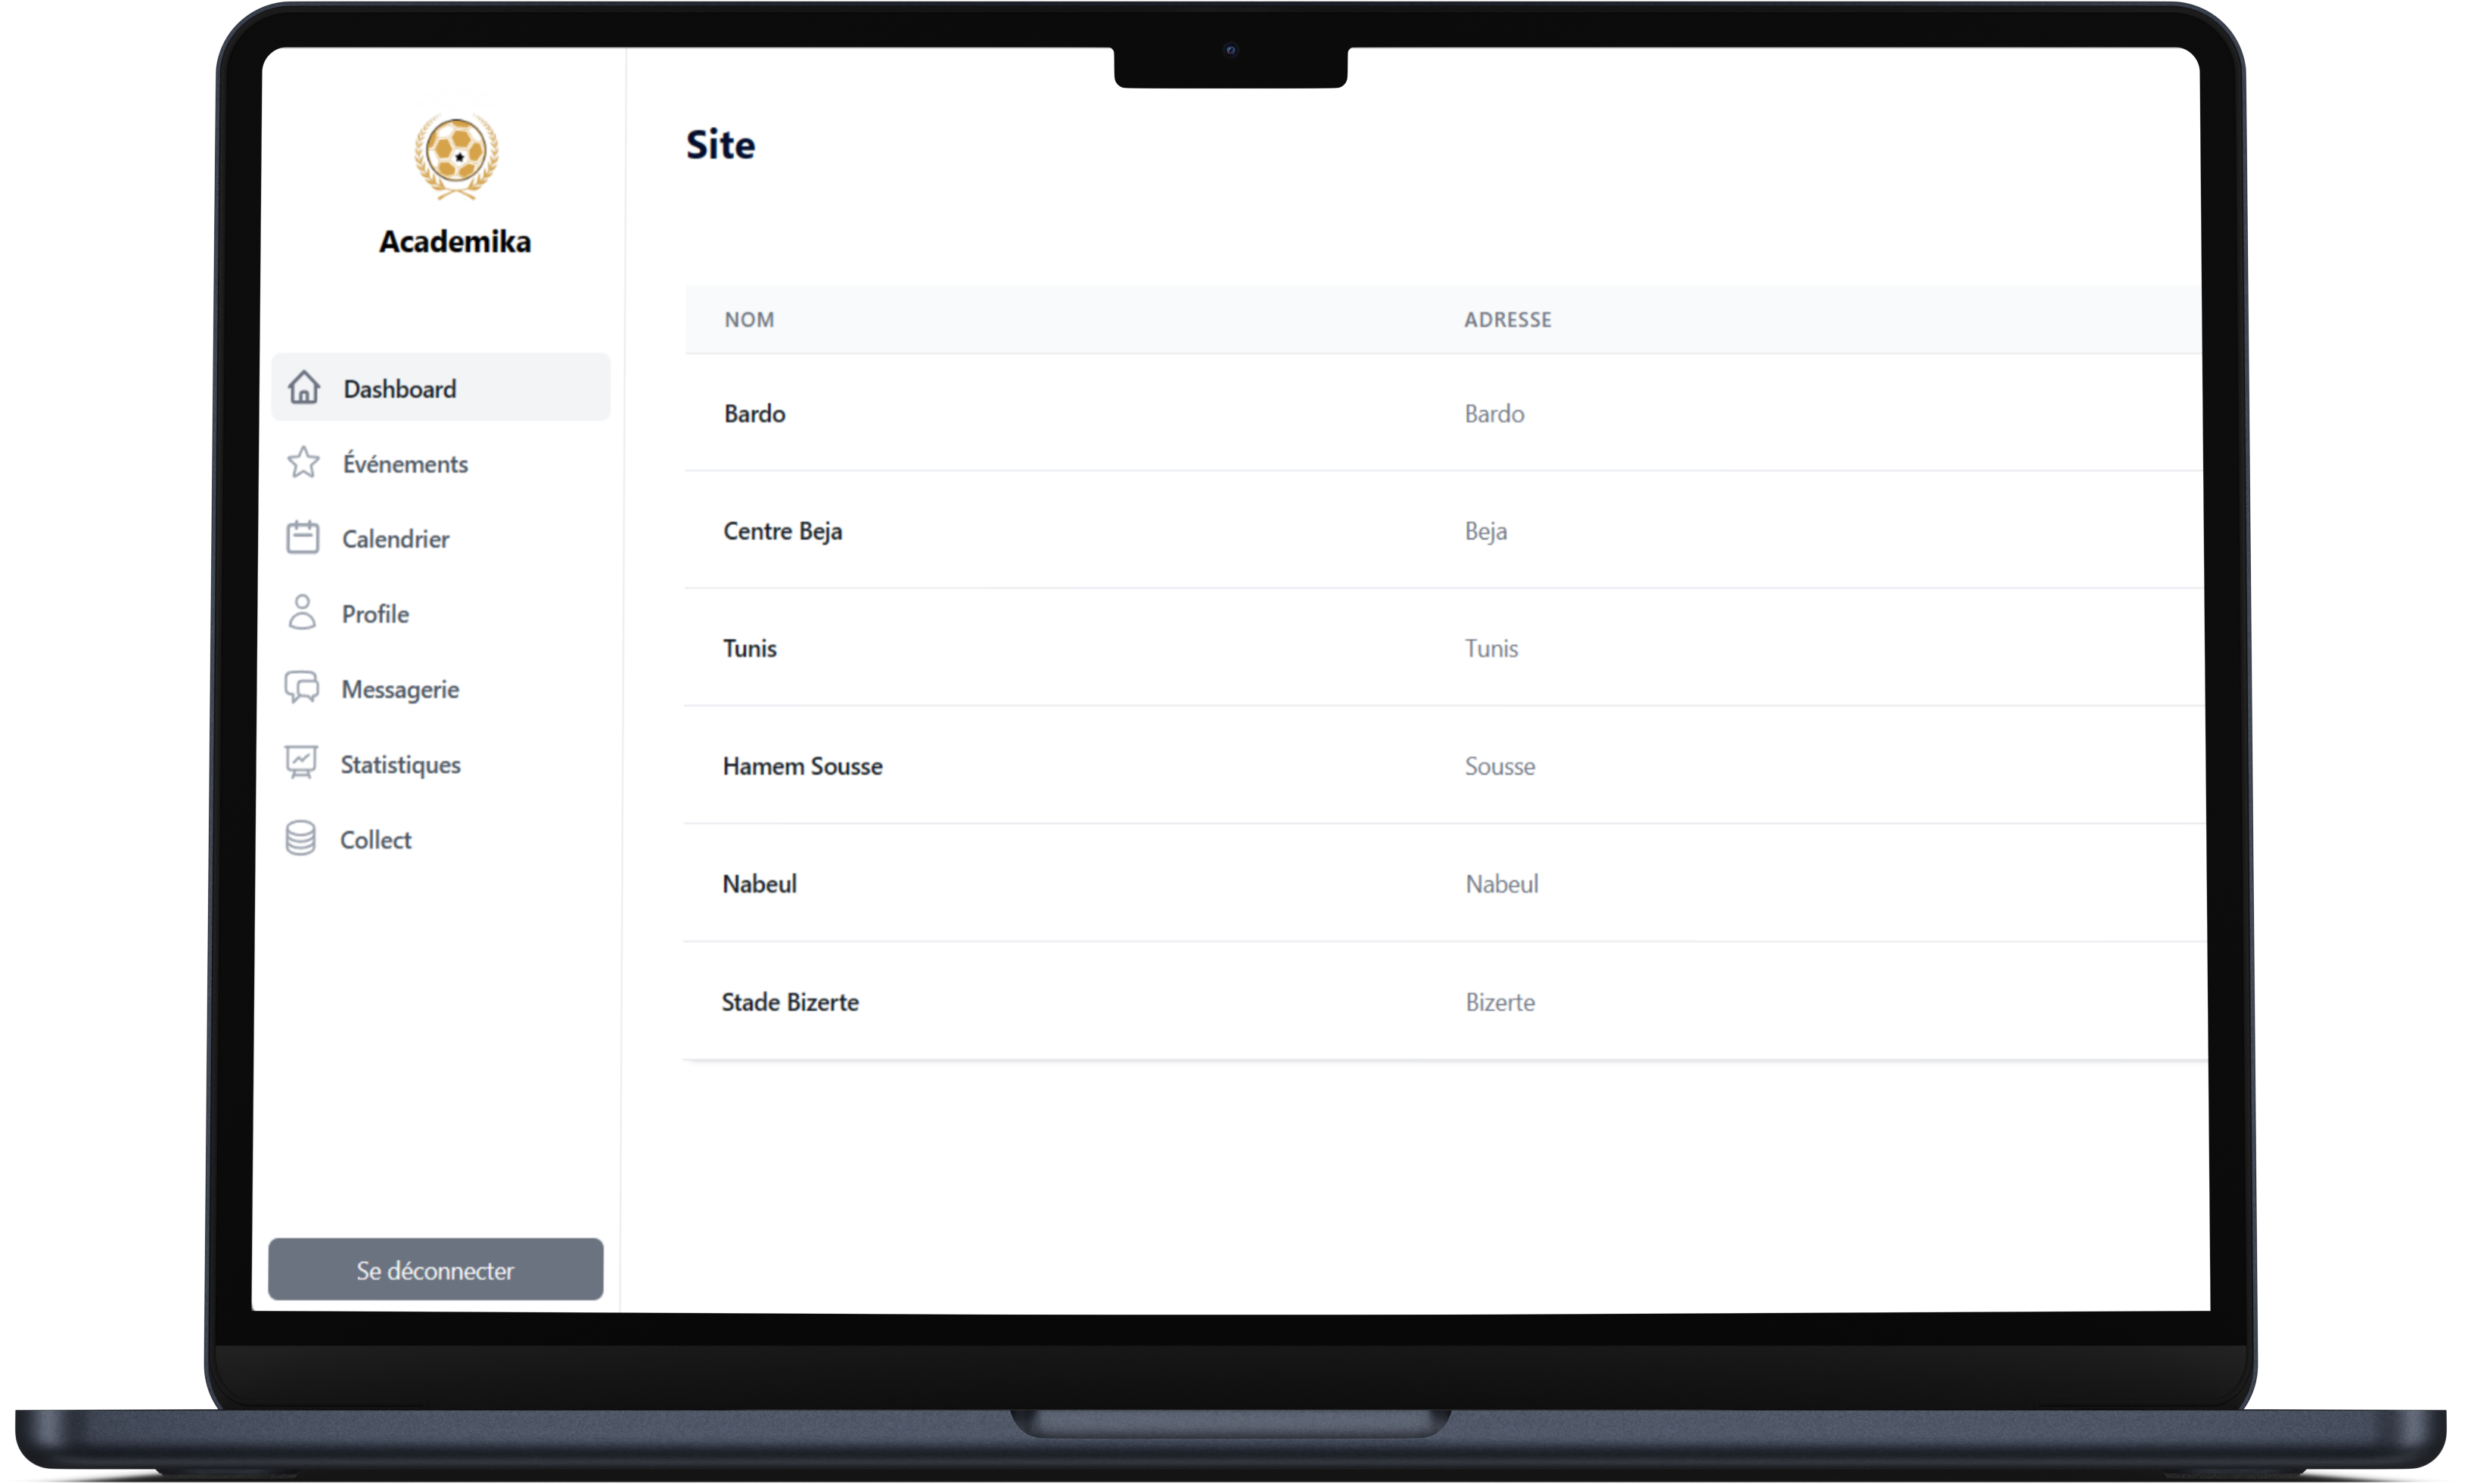 Academika
Dashboard
Événements
Calendrier
Profile
Messagerie
Statistiques
Collect
Se déconnecter
Site
NOM ADRESSE
Bardo Bardo
Centre Beja Beja
Tunis Tunis
Hamem Sousse Sousse
Nabeul Nabeul
Stade Bizerte Bizerte